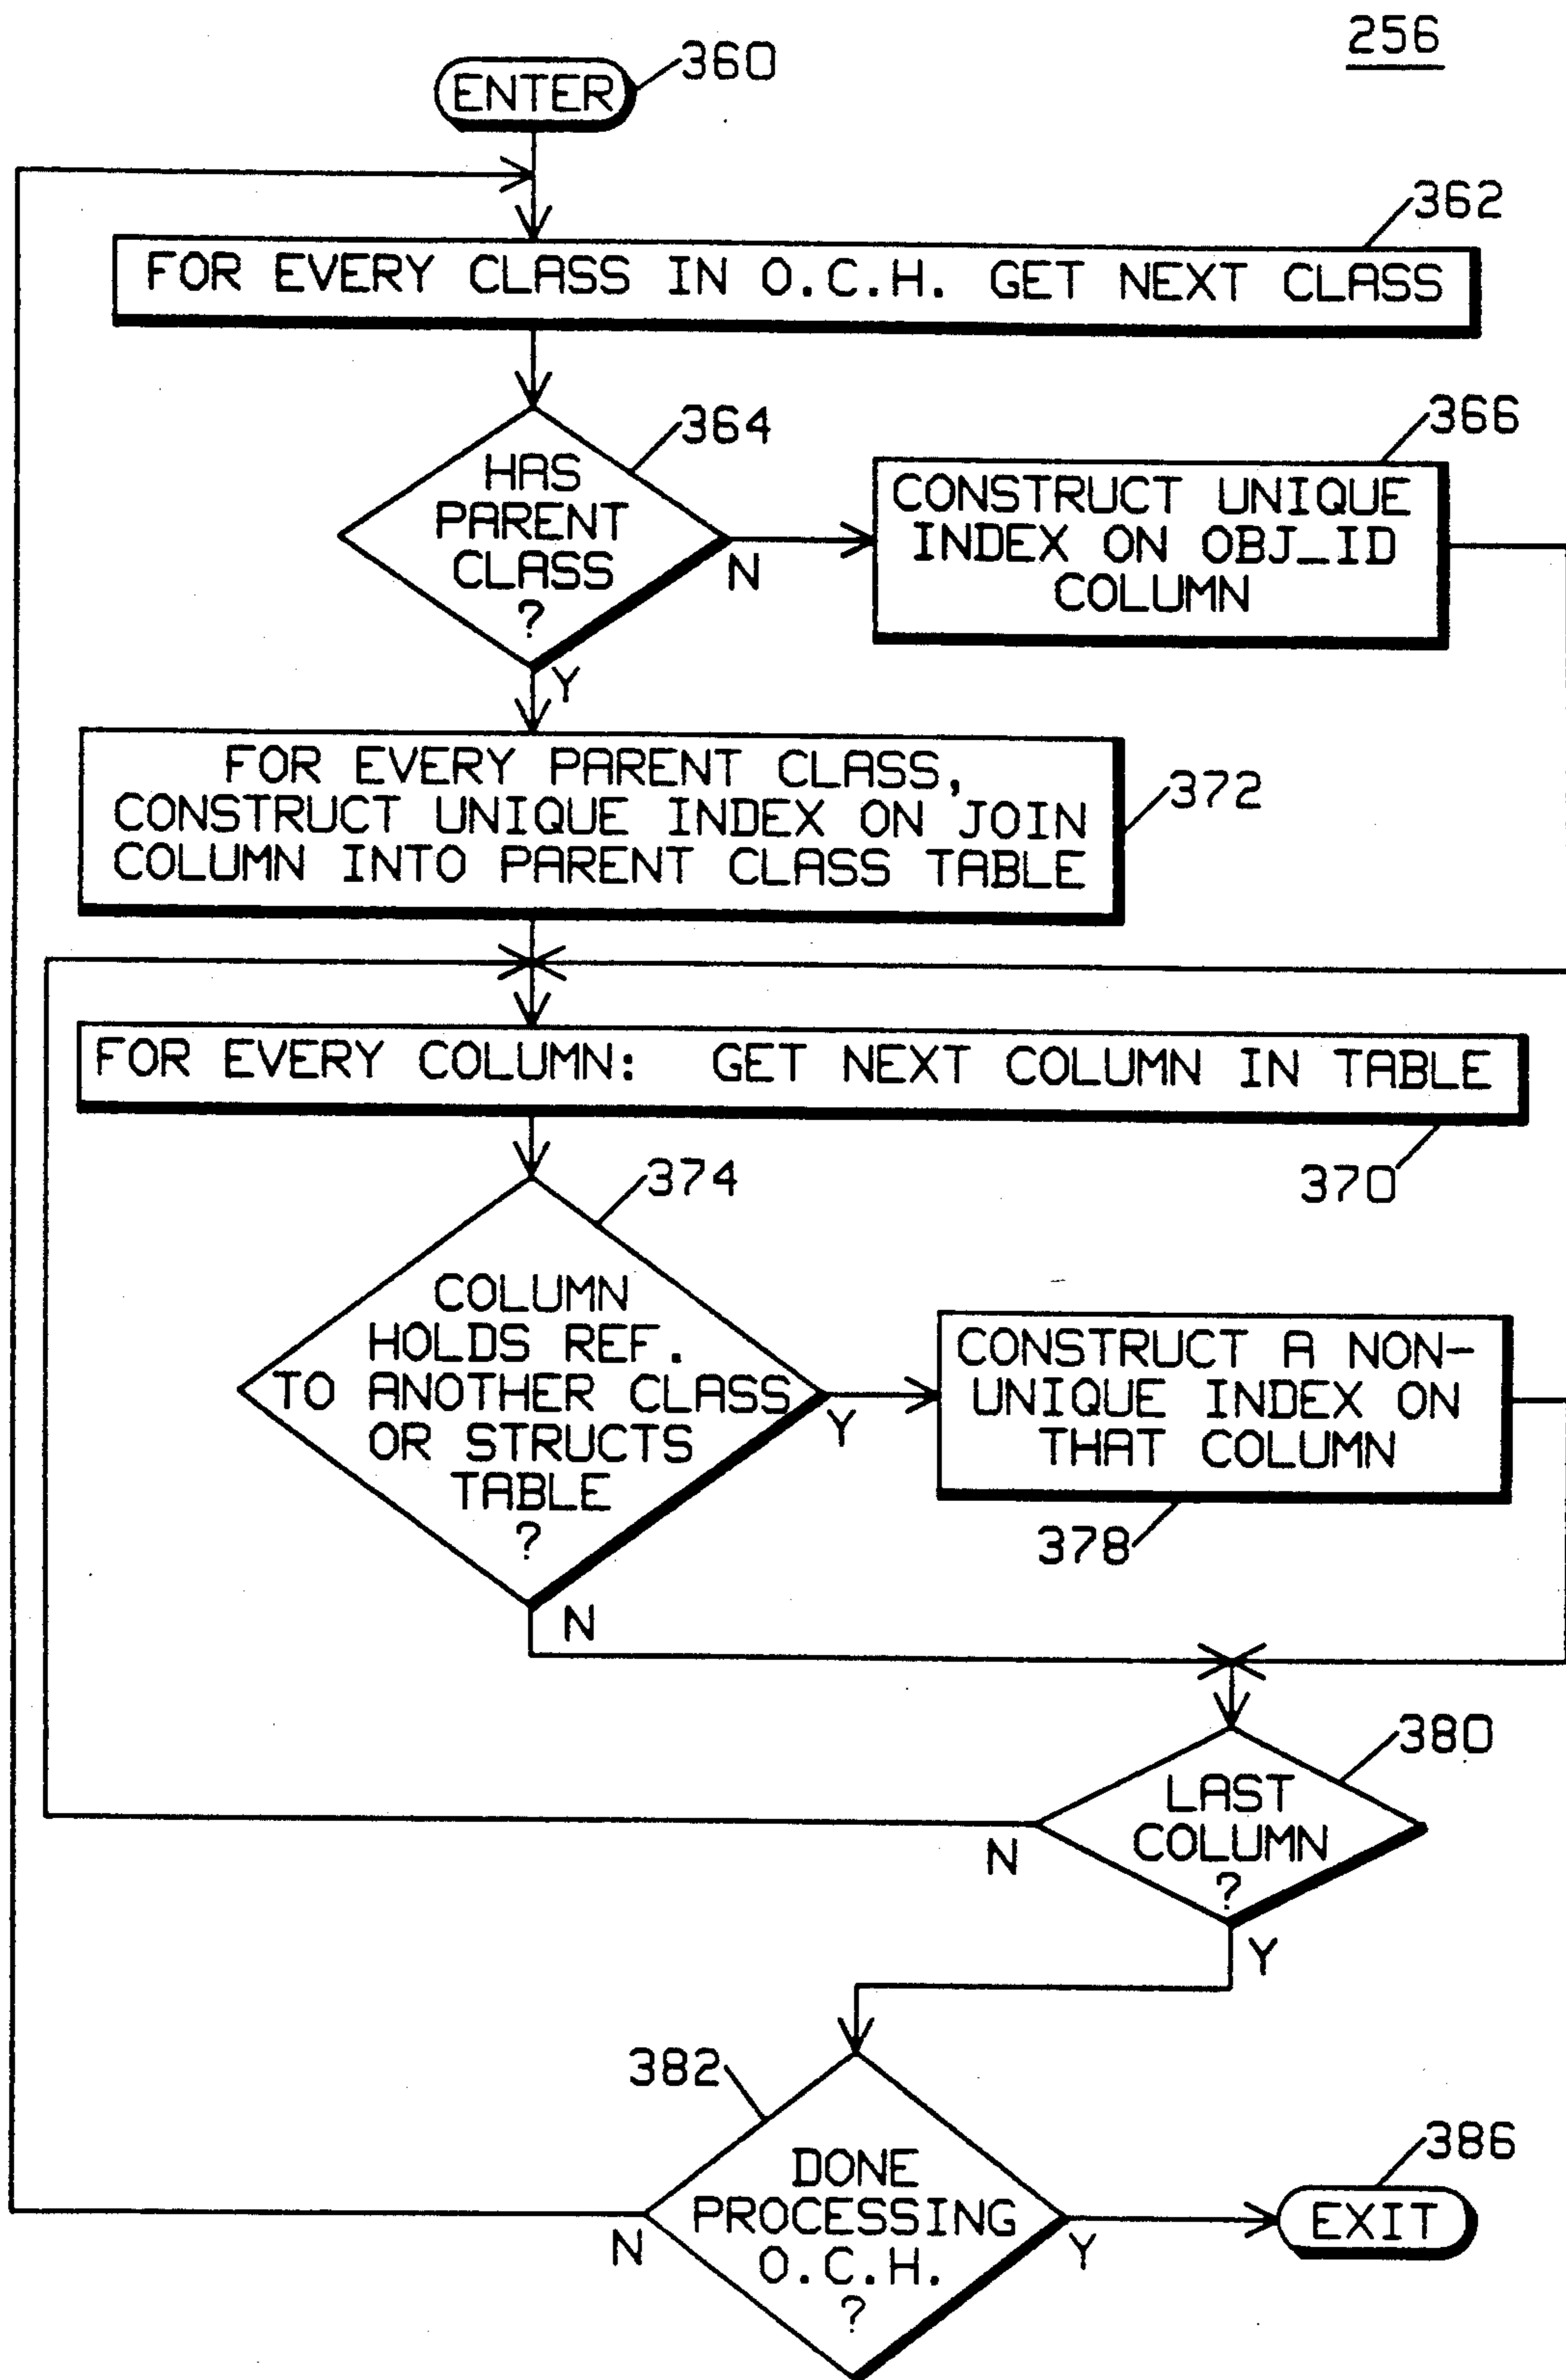 256
360
ENTER
362
FOR EVERY CLASS IN O.C.H. GET NEXT CLASS
364
HAS
PARENT
CLASS
?
N
Y
366
CONSTRUCT UNIQUE
INDEX ON OBJ_ID
COLUMN
FOR EVERY PARENT CLASS,
CONSTRUCT UNIQUE INDEX ON JOIN
COLUMN INTO PARENT CLASS TABLE
372
FOR EVERY COLUMN: GET NEXT COLUMN IN TABLE
370
374
COLUMN
HOLDS REF.
TO ANOTHER CLASS
OR STRUCTS
TABLE
?
Y
N
CONSTRUCT A NON-
UNIQUE INDEX ON
THAT COLUMN
378
380
LAST
COLUMN
?
N
Y
382
DONE
PROCESSING
O.C.H.
?
N
Y
386
EXIT